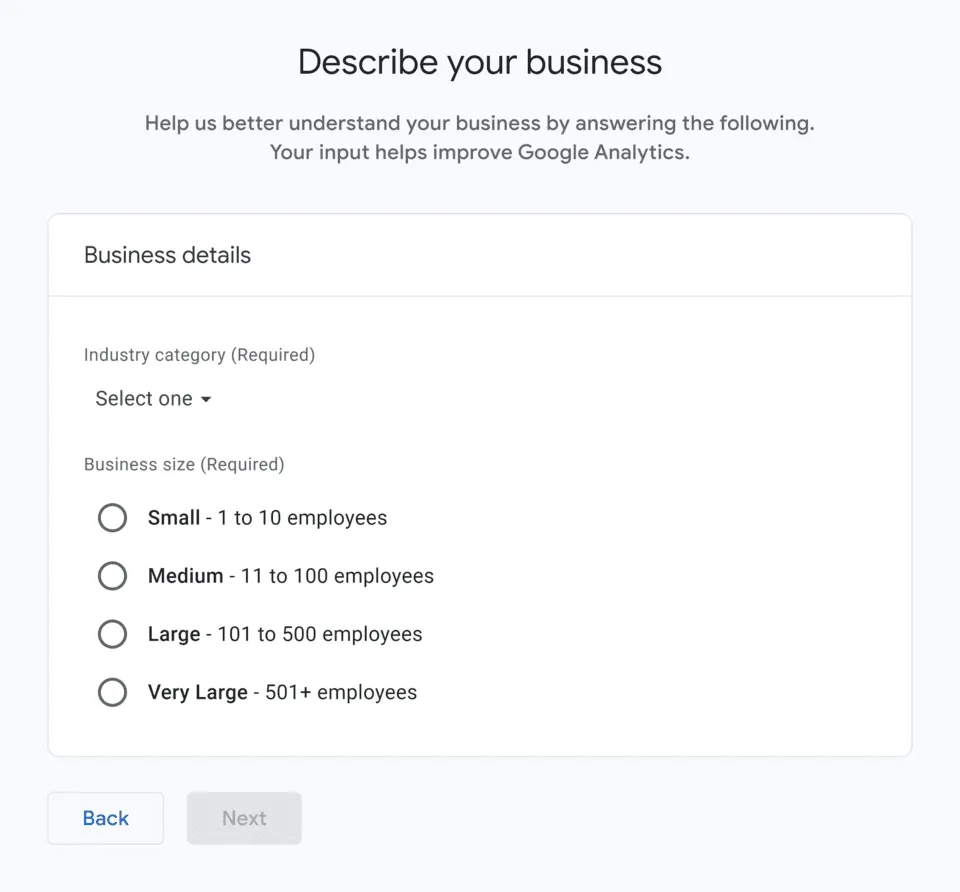 Describe your business
Help us better understand your business by answering the following.
Your input helps improve Google Analytics.
Business details
Industry category (Required)
Select one
Business size (Required)
Small - 1 to 10 employees
Medium - 11 to 100 employees
Large - 101 to 500 employees
Very Large - 501+ employees
Back
Next